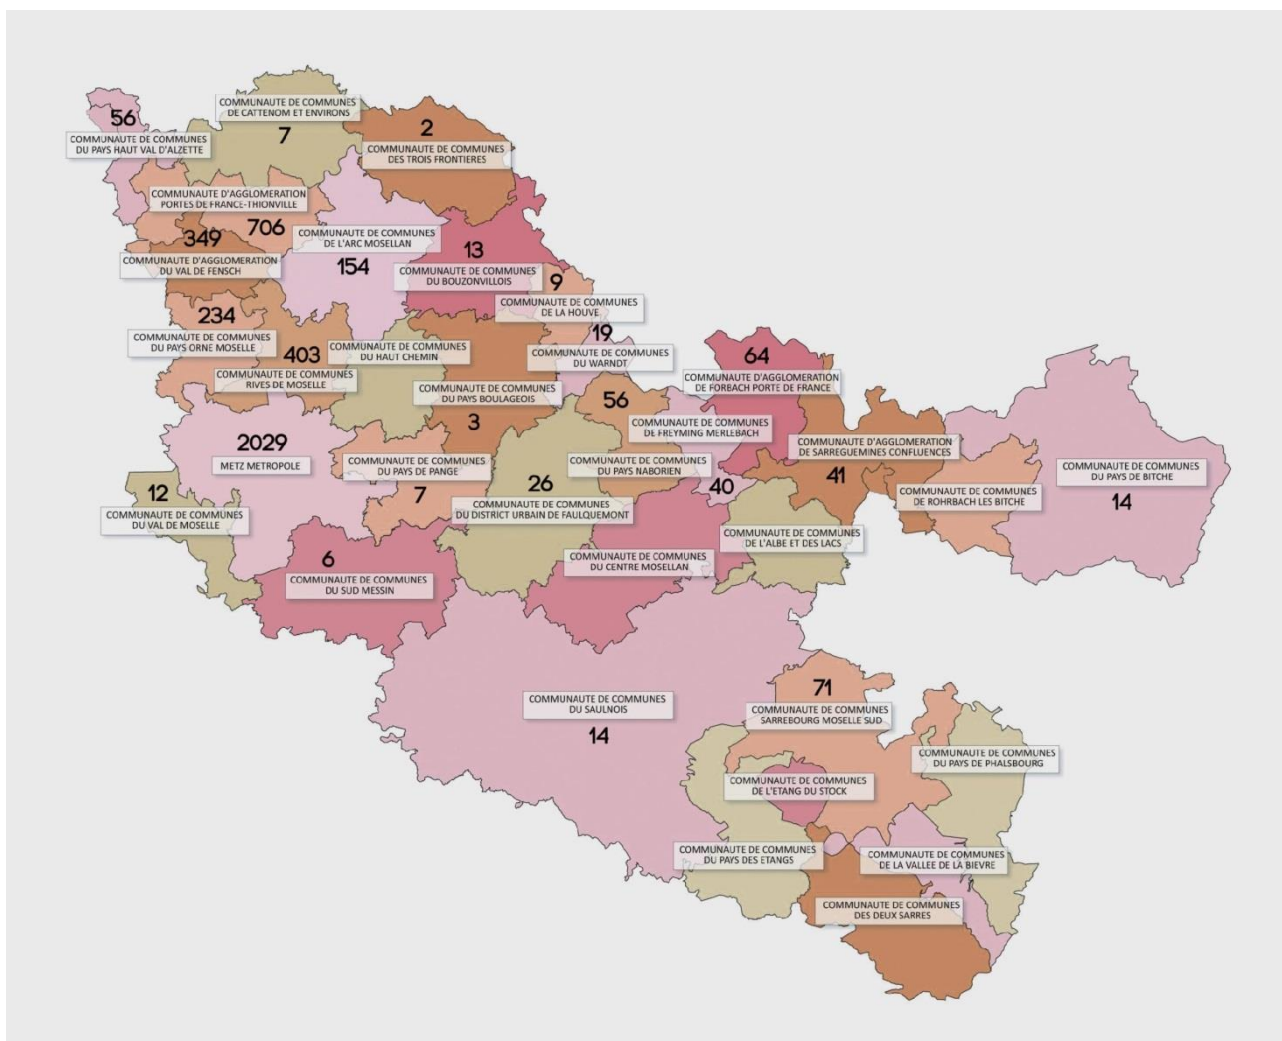 56
COMMUNAUTE DE COMMUNES
DU PAYS HAUT VAL D'ALZETTE
COMMUNAUTE DE COMMUNES
DE CATTENOM ET ENVIRONS
7
2
COMMUNAUTE DE COMMUNES
DES TROIS FRONTIERES
COMMUNAUTE D'AGGLOMERATION
PORTES DE FRANCE-THIONVILLE
706
349
COMMUNAUTE D'AGGLOMERATION
DU VAL DE FENSCH
COMMUNAUTE DE COMMUNES
DE L'ARC MOSELLAN
154
13
COMMUNAUTE DE COMMUNES
DU BOUZONVILLOIS
9
COMMUNAUTE DE COMMUNES
DE LA HOUVE
234
COMMUNAUTE DE COMMUNES
DU PAYS ORNE MOSELLE
403
COMMUNAUTE DE COMMUNES
RIVES DE MOSELLE
COMMUNAUTE DE COMMUNES
DU HAUT CHEMIN
19
COMMUNAUTE DE COMMUNES
DU WARNDT
64
COMMUNAUTE D'AGGLOMERATION
DE FORBACH PORTE DE FRANCE
COMMUNAUTE DE COMMUNES
DU PAYS BOULAGEOIS
3
56
COMMUNAUTE DE COMMUNES
DE FREYMING MERLEBACH
40
COMMUNAUTE D'AGGLOMERATION
DE SARREGUEMINES CONFLUENCES
41
2029
METZ METROPOLE
COMMUNAUTE DE COMMUNES
DU PAYS DE PANGE
7
COMMUNAUTE DE COMMUNES
DU PAYS NABORIEN
26
COMMUNAUTE DE COMMUNES
DU DISTRICT URBAIN DE FAULQUEMONT
COMMUNAUTE DE COMMUNES
DE ROHRBACH LES BITCHE
COMMUNAUTE DE COMMUNES
DU PAYS DE BITCHE
14
12
COMMUNAUTE DE COMMUNES
DU VAL DE MOSELLE
COMMUNAUTE DE COMMUNES
DE L'ALBE ET DES LACS
6
COMMUNAUTE DE COMMUNES
DU SUD MESSIN
COMMUNAUTE DE COMMUNES
DU CENTRE MOSELLAN
COMMUNAUTE DE COMMUNES
DU SAULNOIS
14
71
COMMUNAUTE DE COMMUNES
SARREBOURG MOSELLE SUD
COMMUNAUTE DE COMMUNES
DU PAYS DE PHALSBOURG
COMMUNAUTE DE COMMUNES
DE L'ETANG DU STOCK
COMMUNAUTE DE COMMUNES
DU PAYS DES ETANGS
COMMUNAUTE DE COMMUNES
DE LA VALLEE DE LA BIEVRE
COMMUNAUTE DE COMMUNES
DES DEUX SARRES